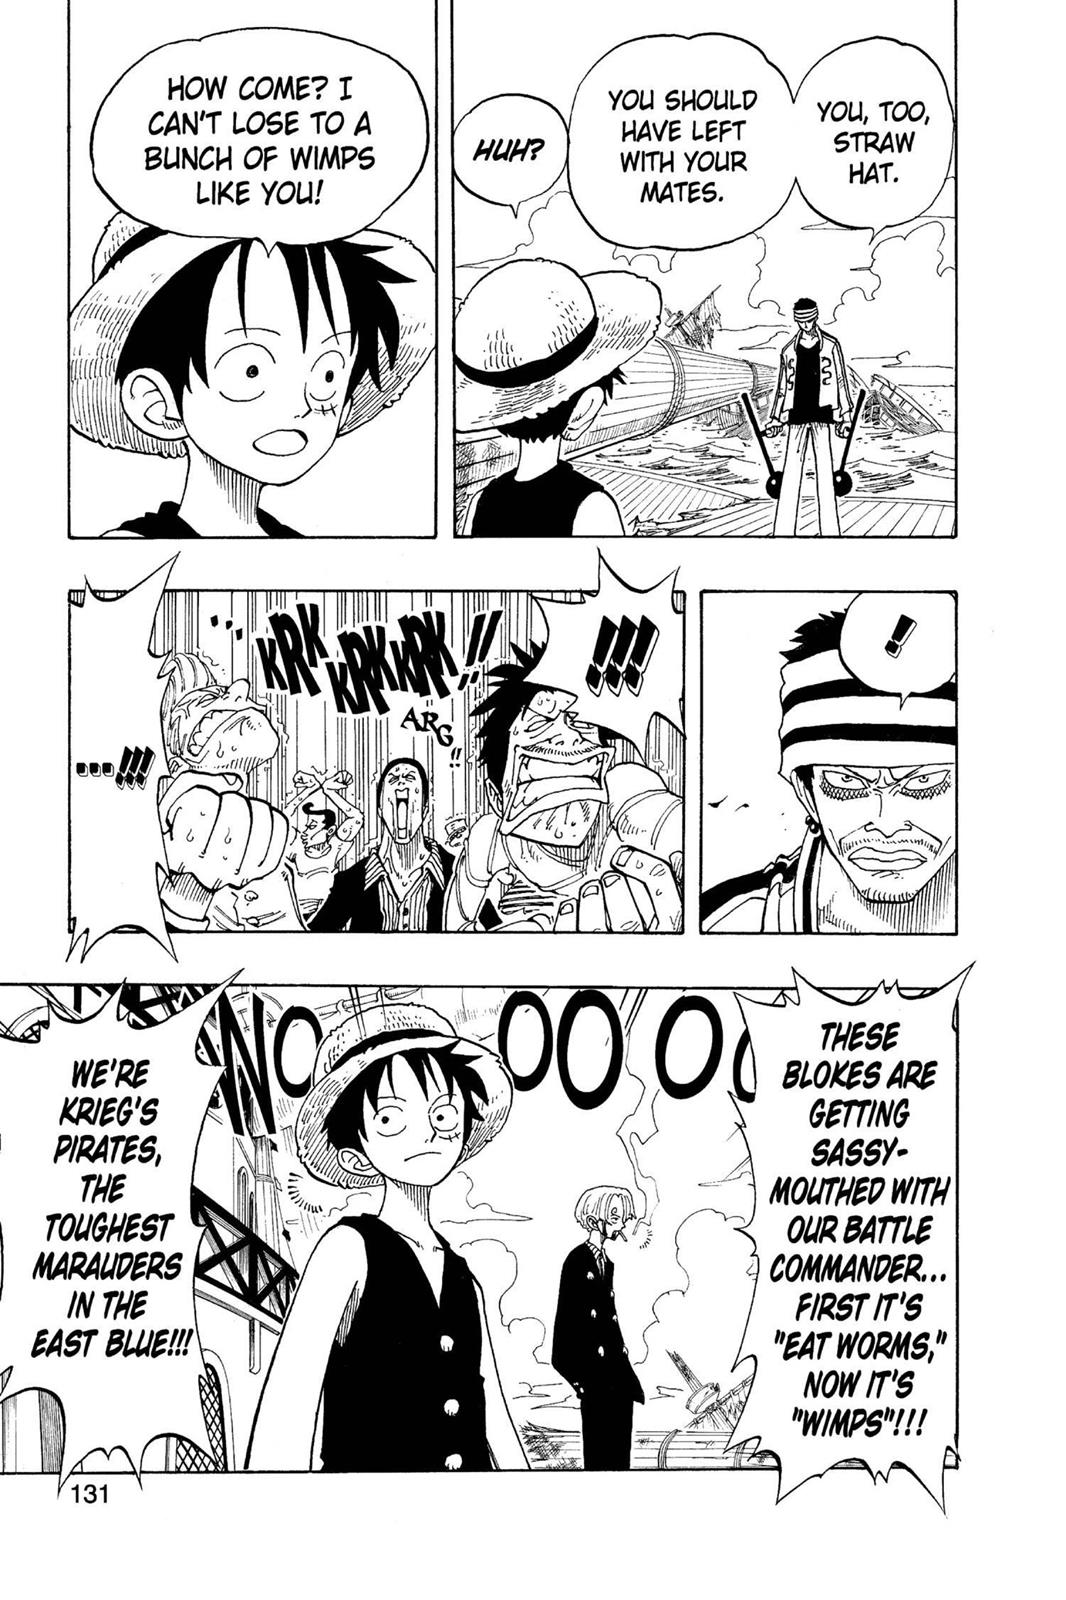 YOU, TOO,
STRAW
HAT.
YOU SHOULD
HAVE LEFT
WITH YOUR
MATES.
HUH?
HOW COME? I
CAN'T LOSE TO A
BUNCH OF WIMPS
LIKE YOU!
!
!!!
KRK
KRKKRK!!
ARG!!
...
...!!!
THESE
BLOKES ARE
GETTING
SASSY-
MOUTHED WITH
OUR BATTLE
COMMANDER...
FIRST IT'S
"EAT WORMS,"
NOW IT'S
"WIMPS"!!!
WOOOOO
WE'RE
KRIEG'S
PIRATES,
THE
TOUGHEST
MARAUDERS
IN THE
EAST BLUE!!!
131